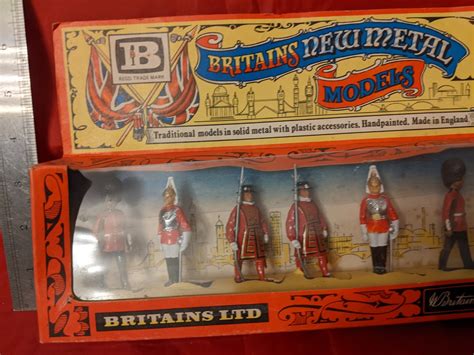 B
REGD. TRADE MARK
BRITAINS NEW METAL
MODELS
Traditional models in solid metal with plastic accessories. Handpainted. Made in England
BRITAINS LTD
W Britain